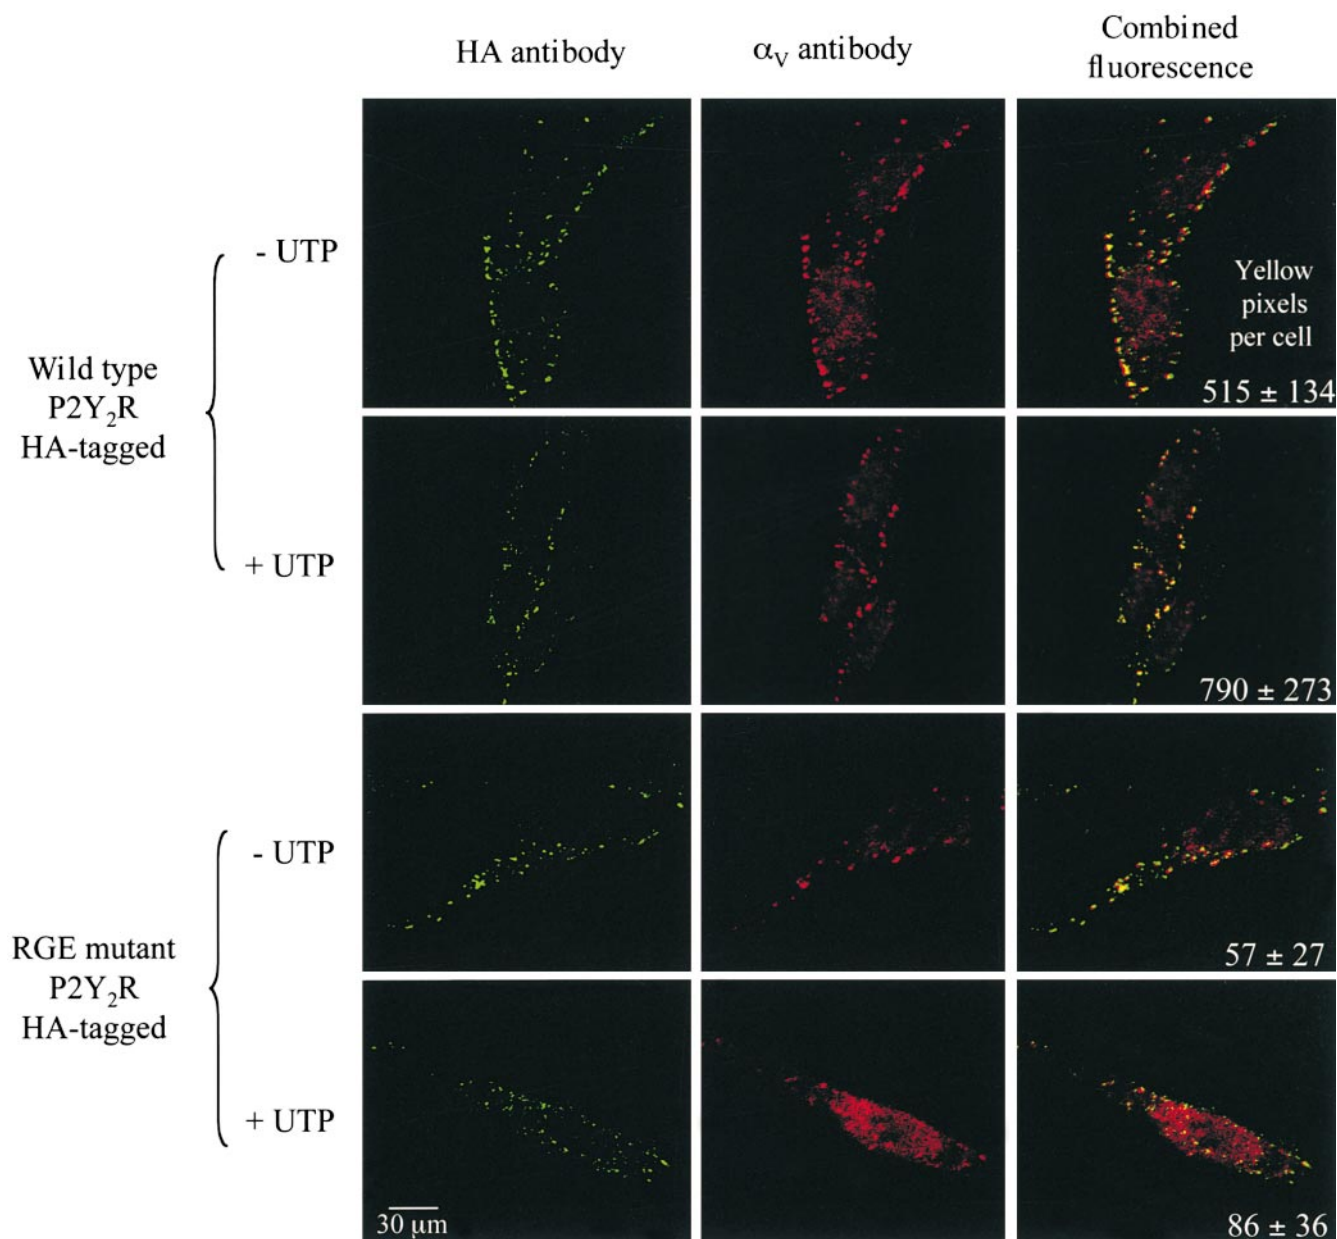 HA antibody
αV antibody
Combined
fluorescence
- UTP
Yellow
pixels
per cell
515 ± 134
Wild type
P2Y2R
HA-tagged
+ UTP
790 ± 273
- UTP
57 ± 27
RGE mutant
P2Y2R
HA-tagged
+ UTP
30 μm
86 ± 36